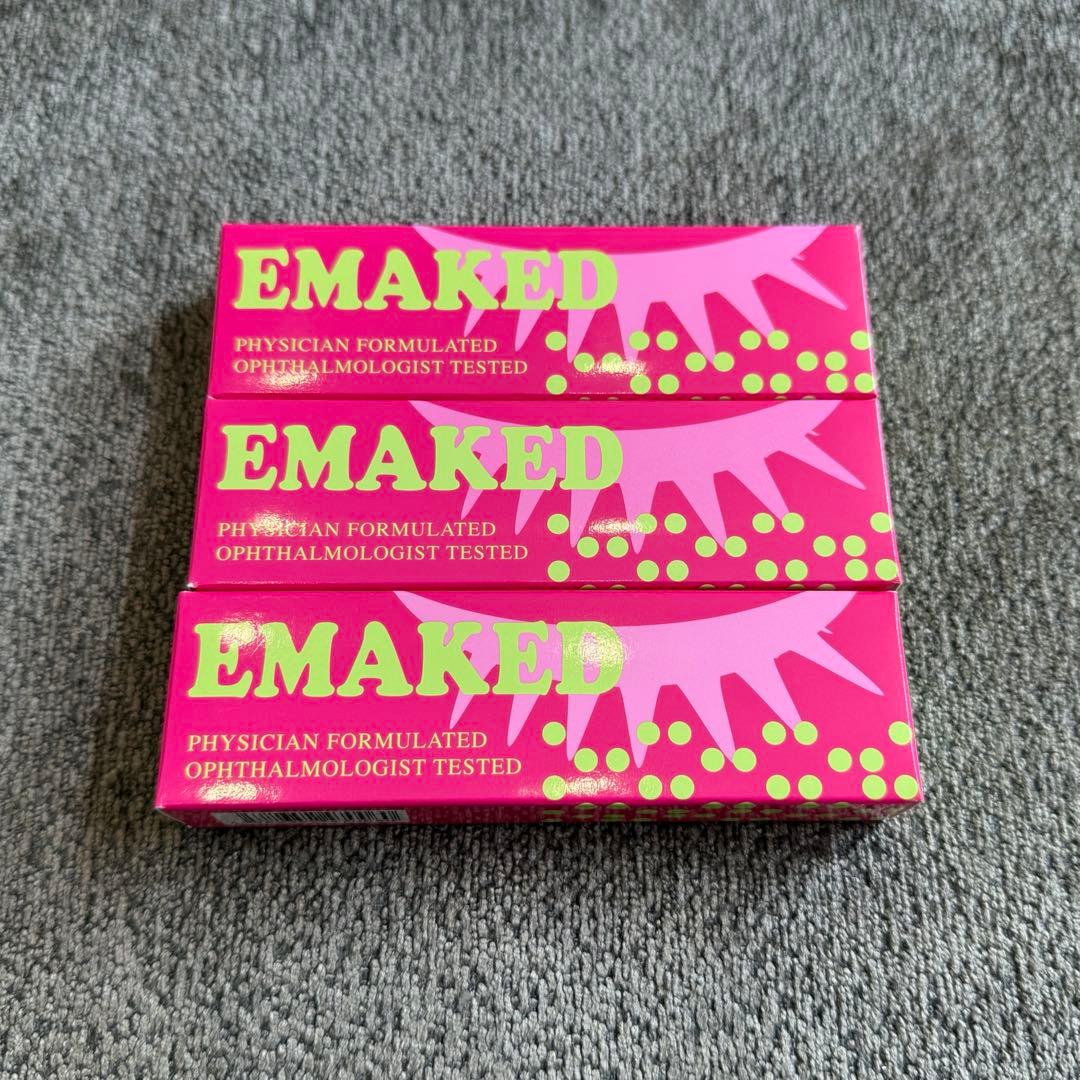 EMAKED
PHYSICIAN FORMULATED
OPHTHALMOLOGIST TESTED
EMAKED
PHYSICIAN FORMULATED
OPHTHALMOLOGIST TESTED
EMAKED
PHYSICIAN FORMULATED
OPHTHALMOLOGIST TESTED